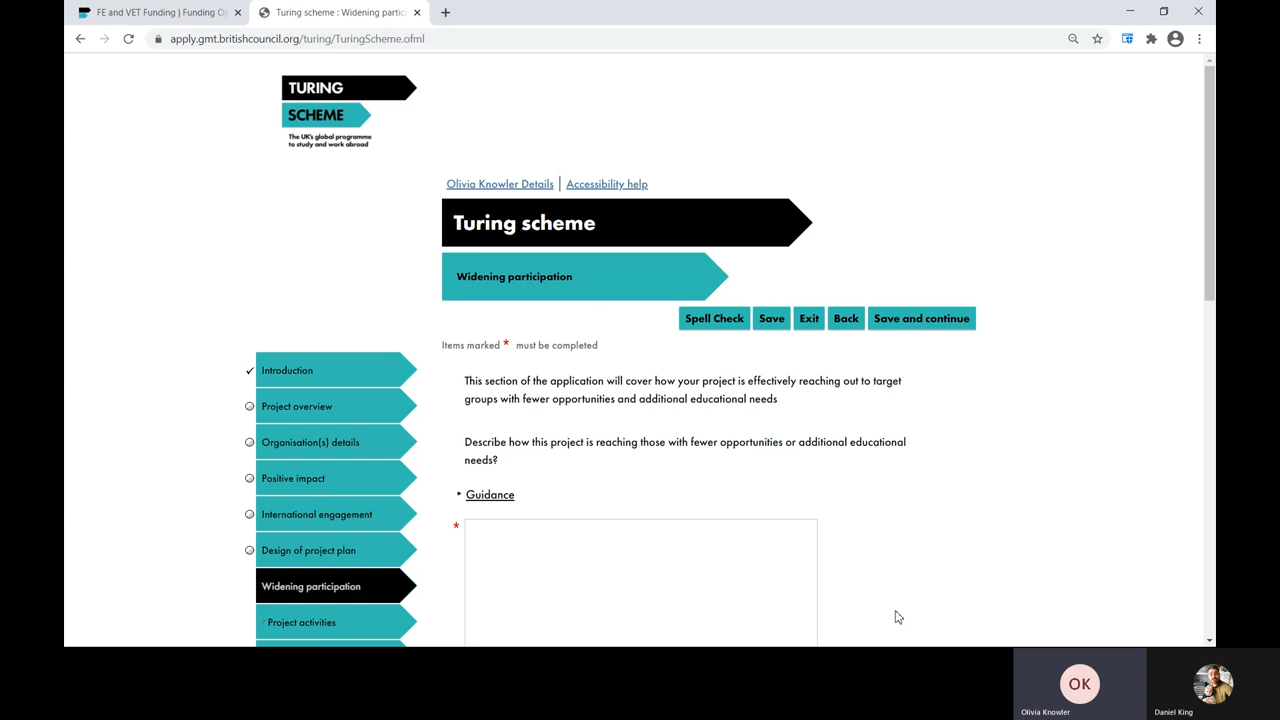 FE and VET Funding | Funding Op
Turing scheme : Widening partici
apply.gmt.britishcouncil.org/turing/TuringScheme.ofml
TURING
SCHEME
The UK's global programme
to study and work abroad
Olivia Knowler Details | Accessibility help
Turing scheme
Widening participation
Spell Check Save Exit Back Save and continue
Items marked * must be completed
This section of the application will cover how your project is effectively reaching out to target
groups with fewer opportunities and additional educational needs
Describe how this project is reaching those with fewer opportunities or additional educational
needs?
Guidance
*
Introduction
Project overview
Organisation(s) details
Positive impact
International engagement
Design of project plan
Widening participation
Project activities
OK
Olivia Knowler
Daniel King